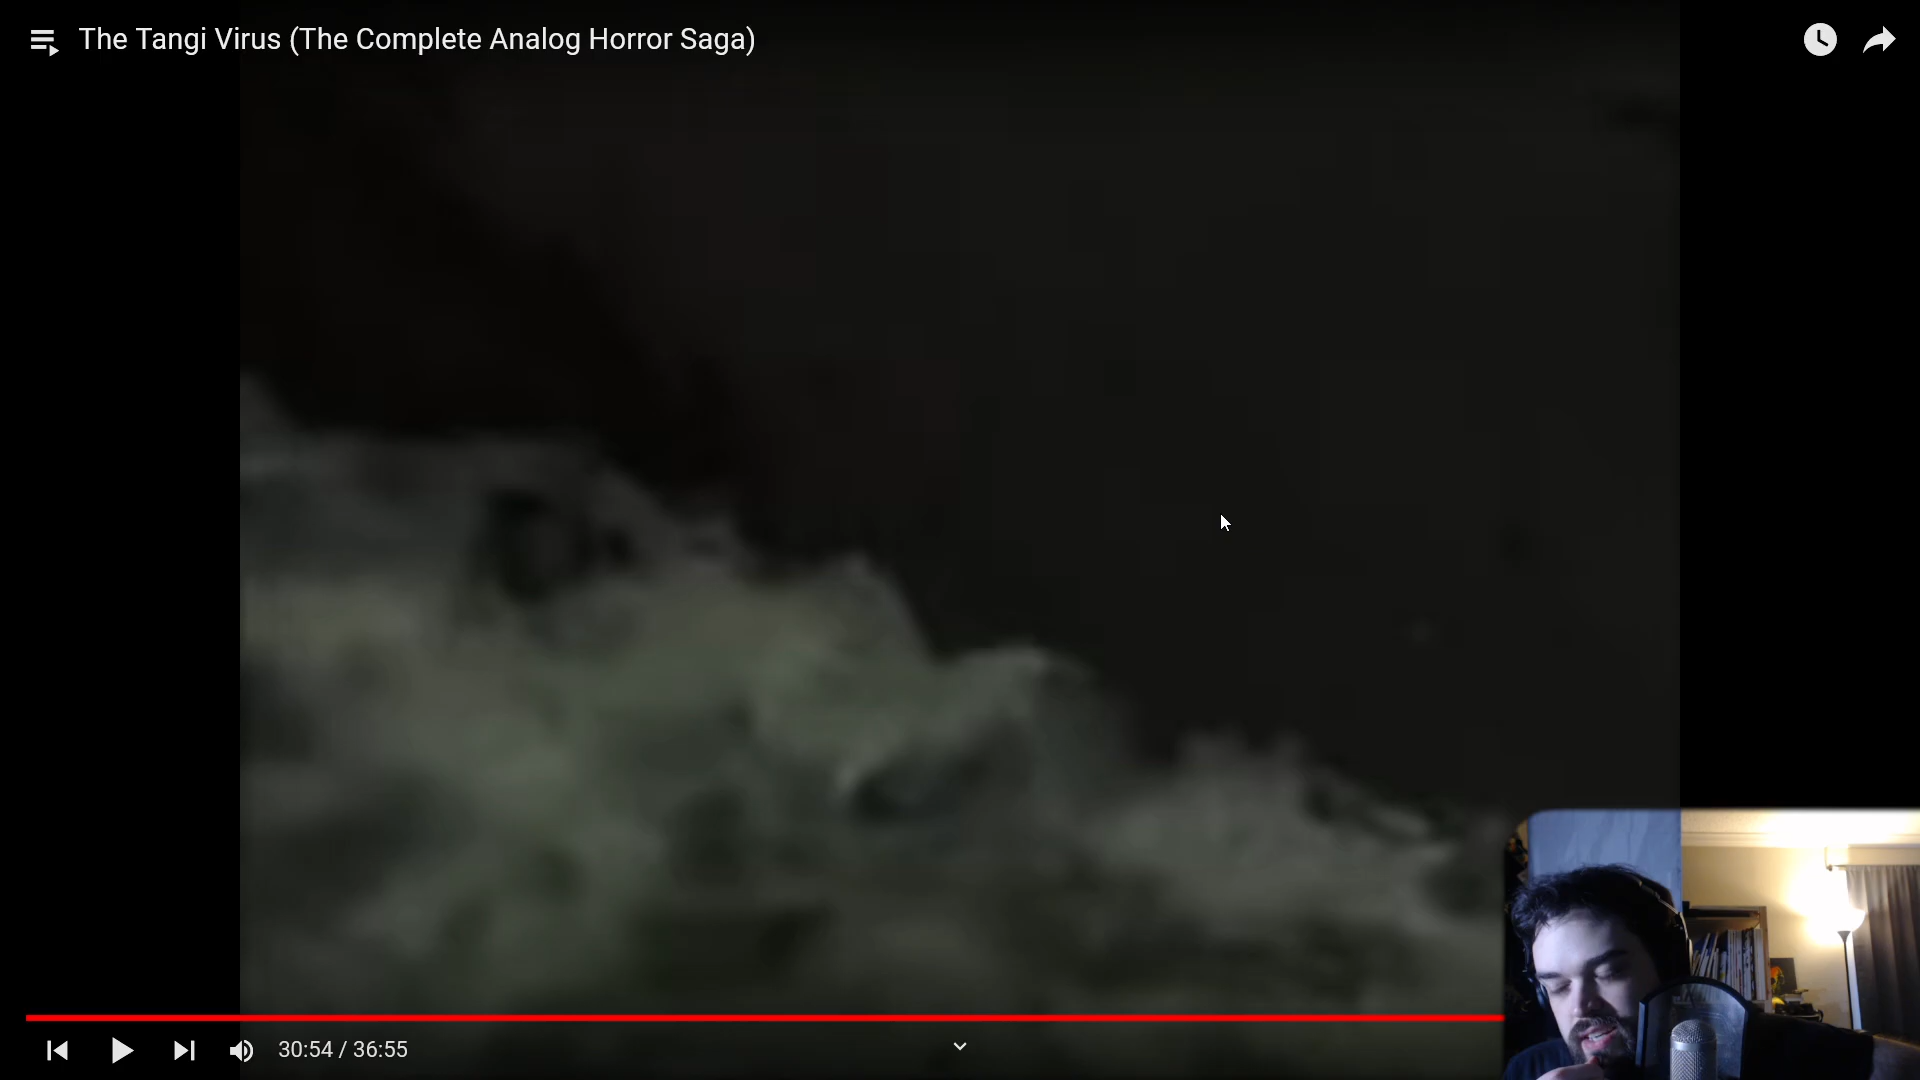 The Tangi Virus (The Complete Analog Horror Saga)
30:54 / 36:55